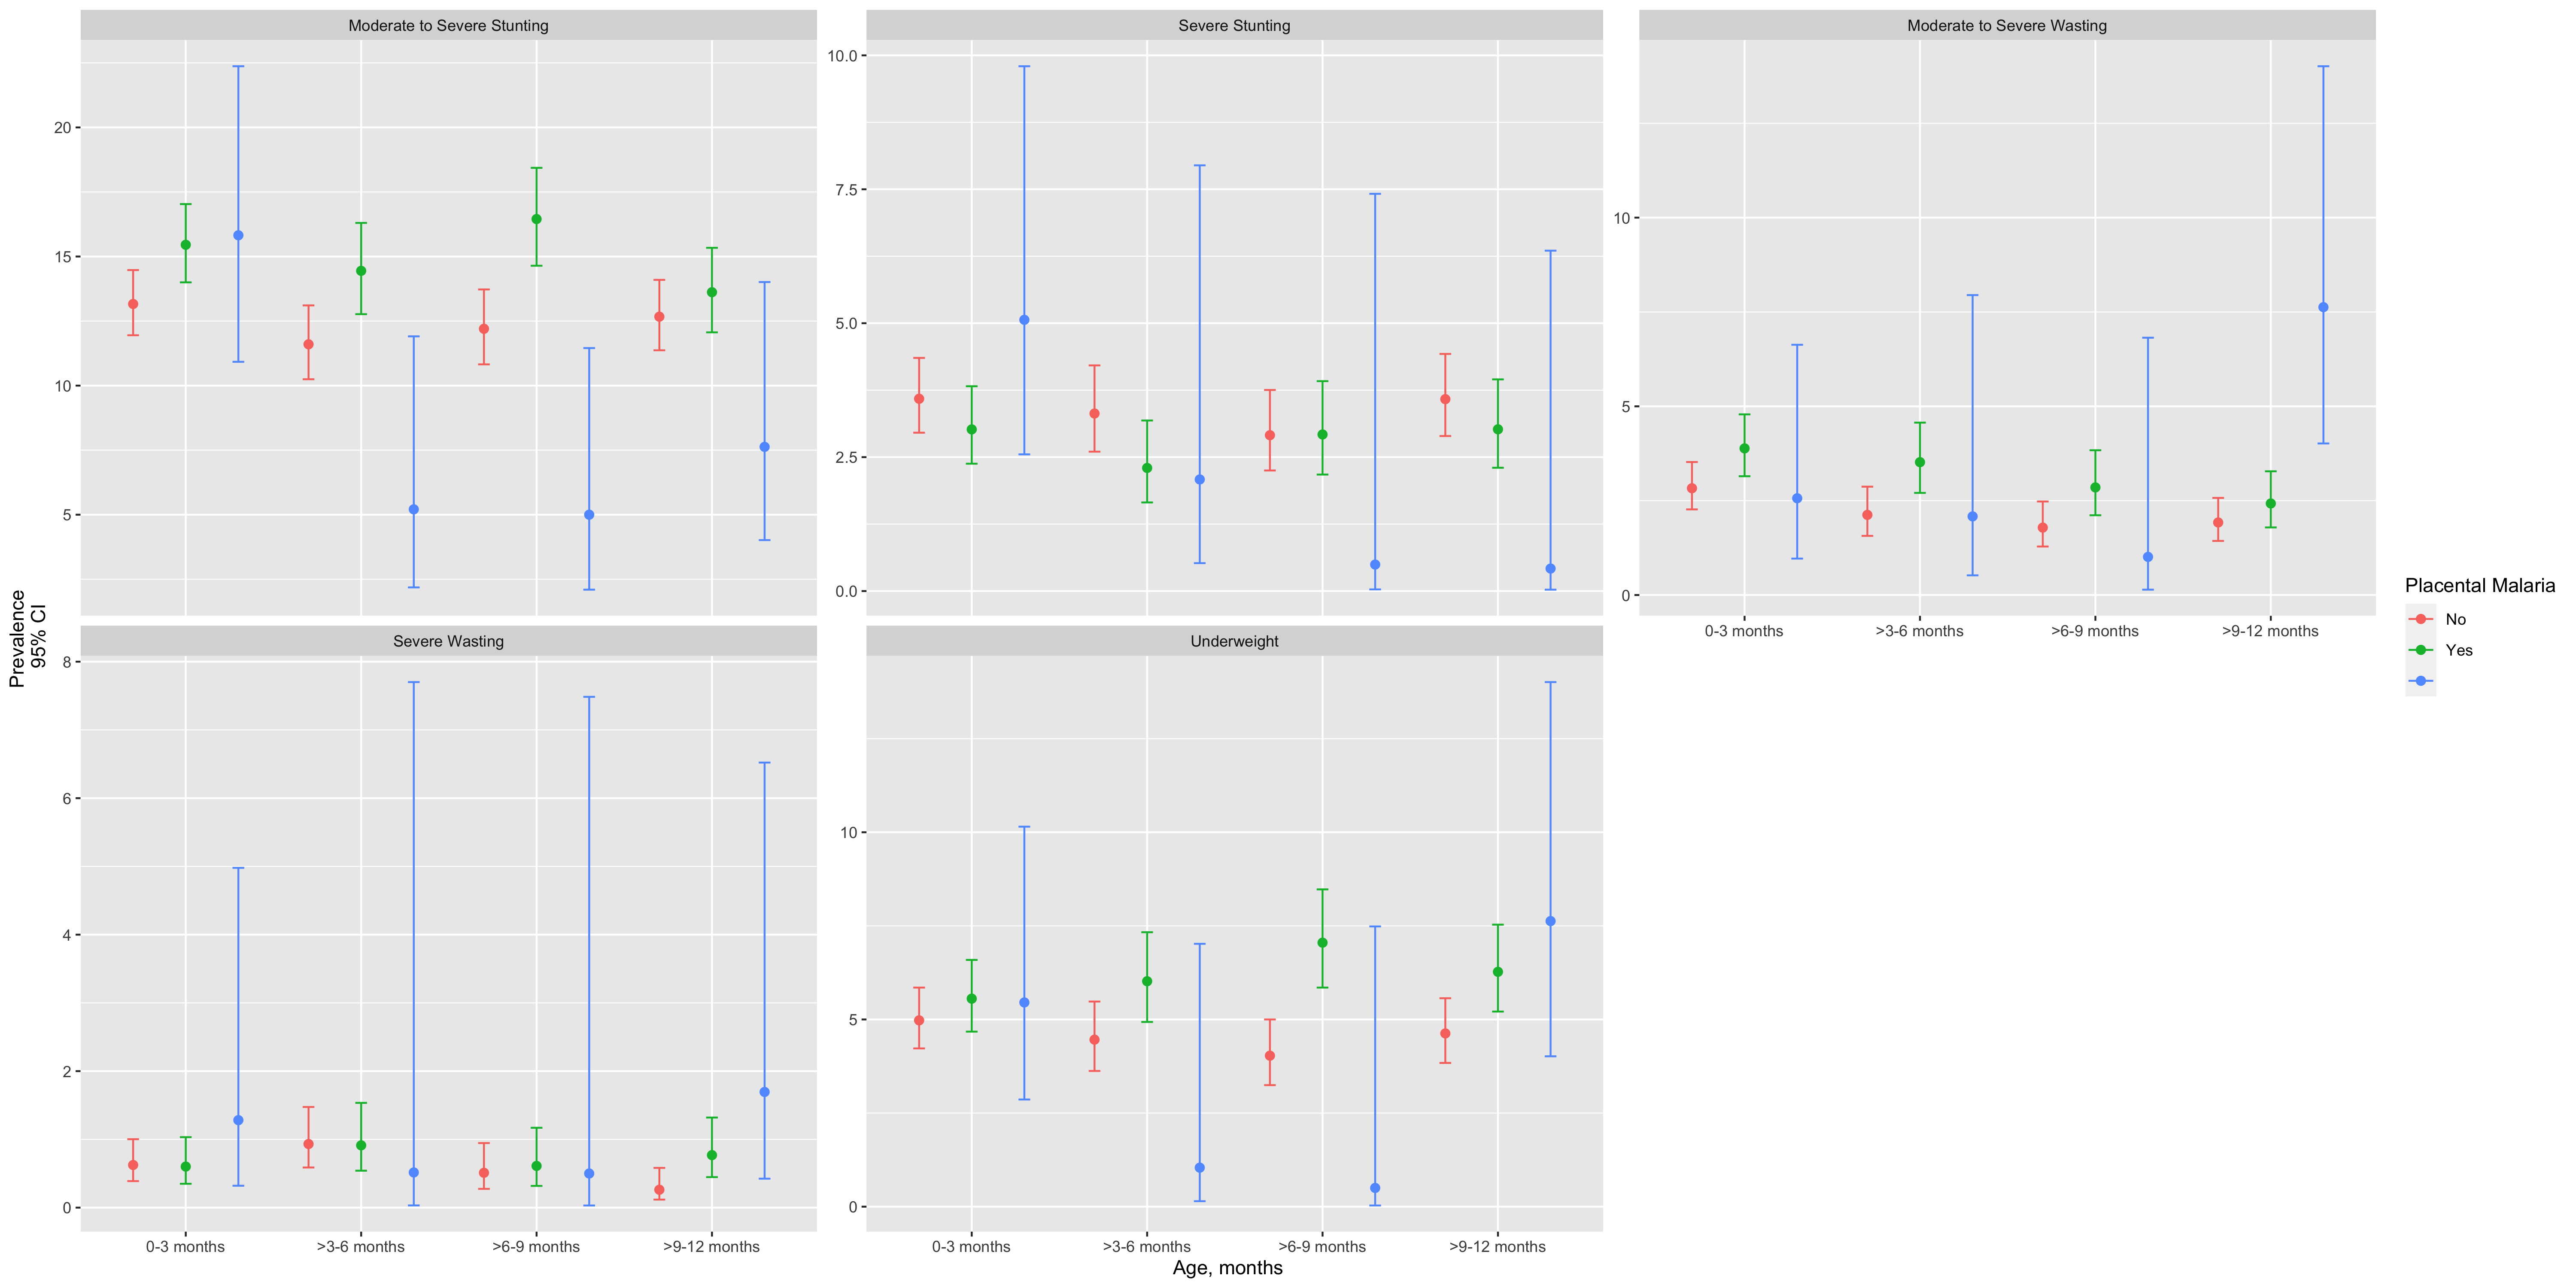 Moderate to Severe Stunting
Severe Stunting
Moderate to Severe Wasting
20
15
10
5
10.0
7.5
5.0
2.5
0.0
10
5
0
0-3 months
>3-6 months
>6-9 months
>9-12 months
Severe Wasting
Underweight
8
6
4
2
0
10
5
0
0-3 months
>3-6 months
>6-9 months
>9-12 months
0-3 months
>3-6 months
>6-9 months
>9-12 months
Prevalence
95% CI
Age, months
Placental Malaria
No
Yes